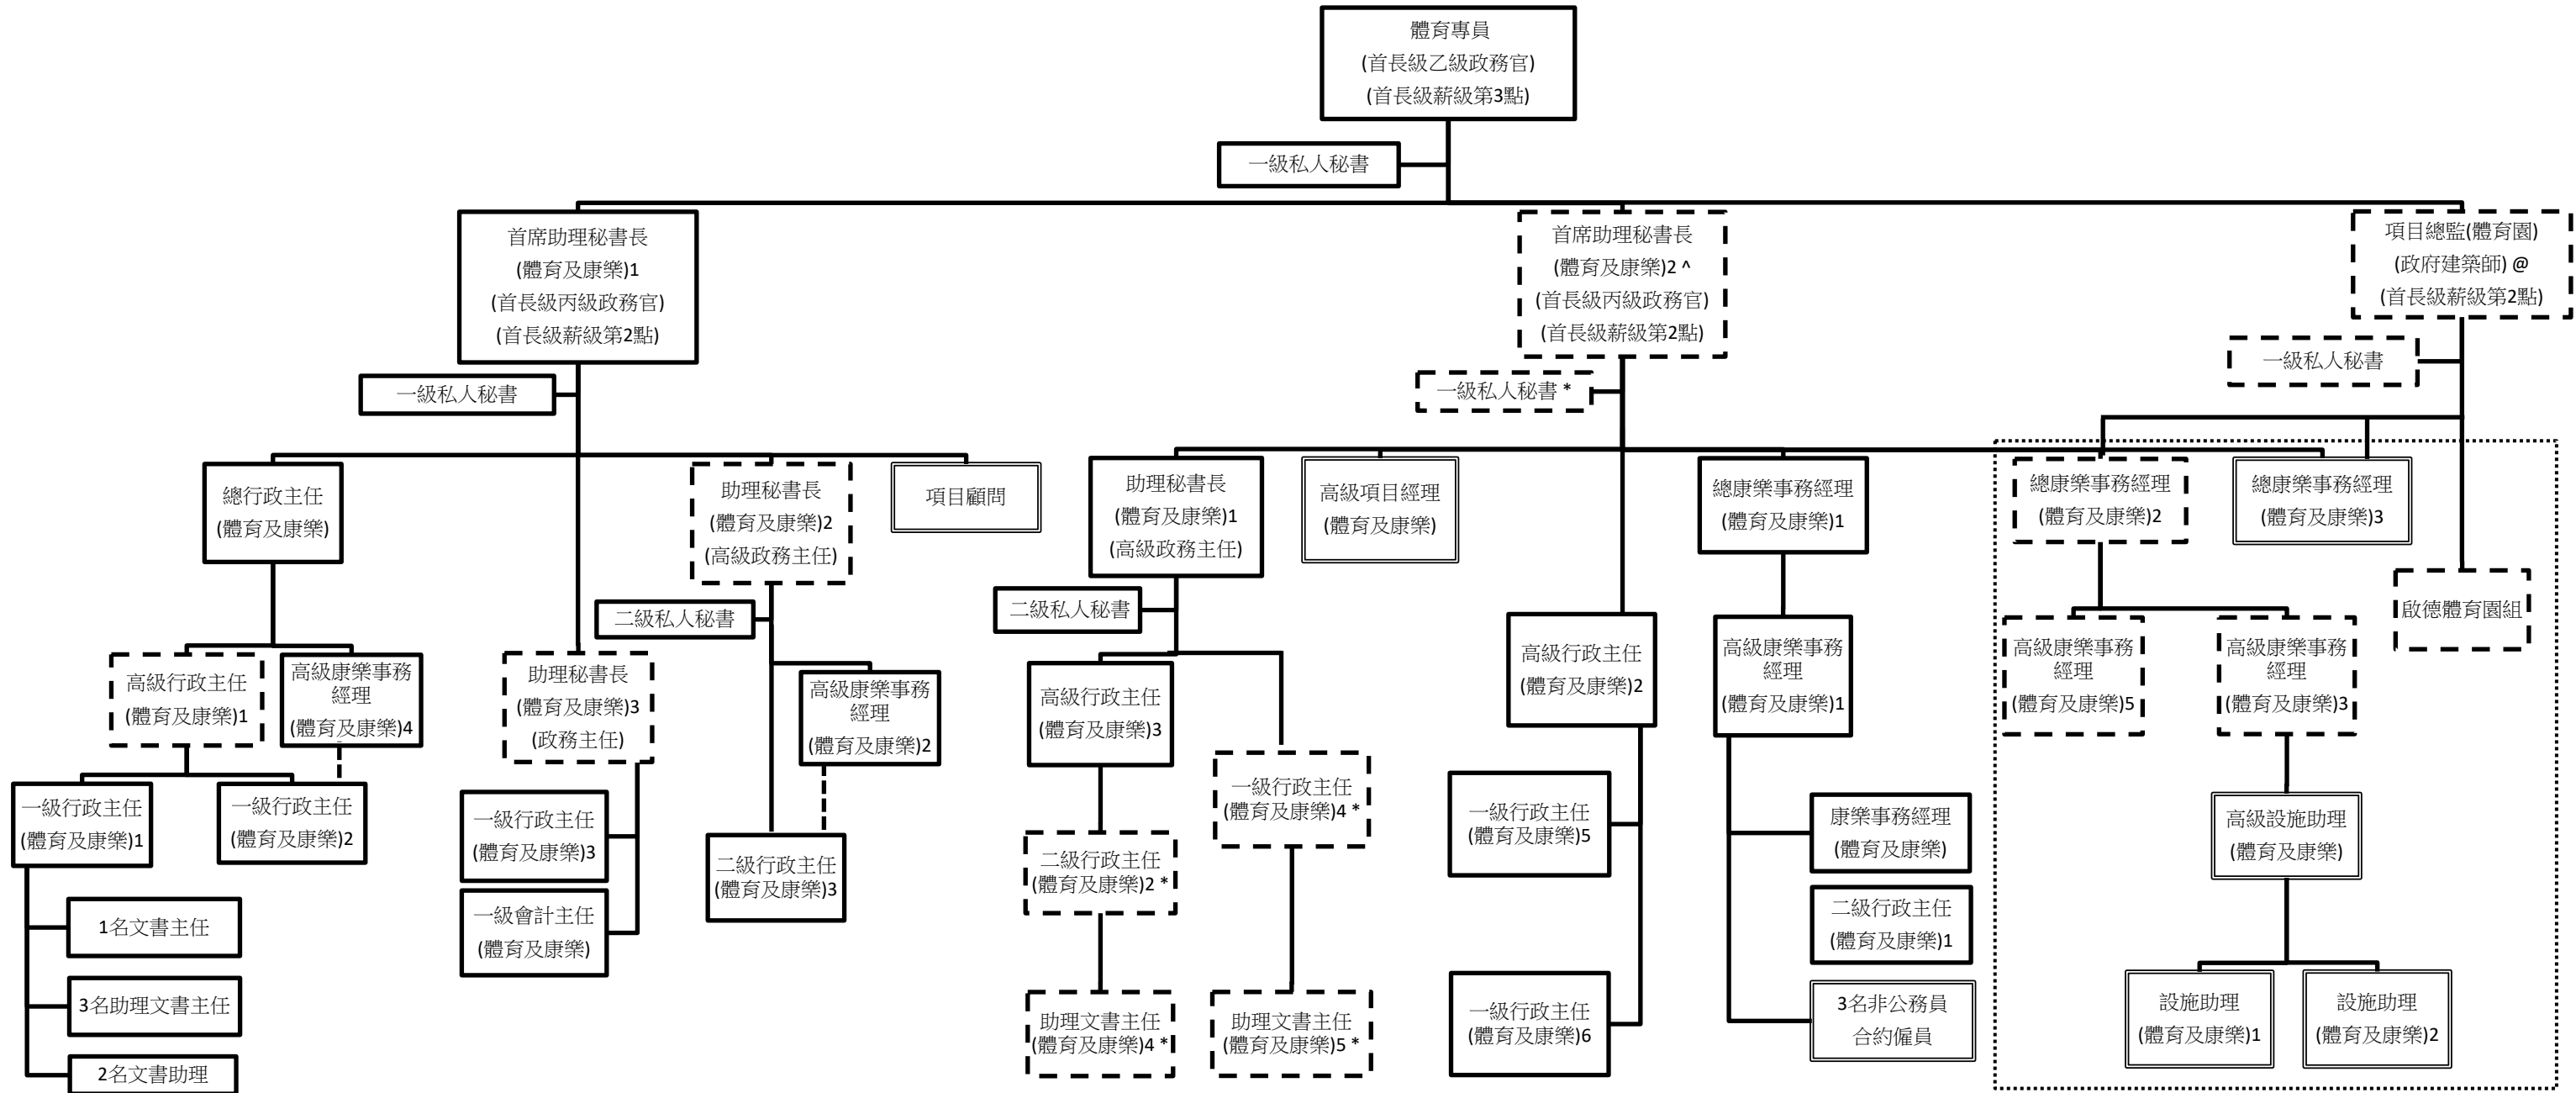 體育專員
(首長級乙級政務官)
(首長級薪級第3點)
一級私人秘書
首席助理秘書長
(體育及康樂)1
(首長級丙級政務官)
(首長級薪級第2點)
首席助理秘書長
(體育及康樂)2 ^
(首長級丙級政務官)
(首長級薪級第2點)
項目總監(體育園)
(政府建築師) @
(首長級薪級第2點)
一級私人秘書
一級私人秘書 *
一級私人秘書
總行政主任
(體育及康樂)
助理秘書長
(體育及康樂)2
(高級政務主任)
項目顧問
助理秘書長
(體育及康樂)1
(高級政務主任)
高級項目經理
(體育及康樂)
總康樂事務經理
(體育及康樂)1
總康樂事務經理
(體育及康樂)2
總康樂事務經理
(體育及康樂)3
二級私人秘書
二級私人秘書
啟德體育園組
高級行政主任
(體育及康樂)1
高級康樂事務
經理
(體育及康樂)4
助理秘書長
(體育及康樂)3
(政務主任)
高級康樂事務
經理
(體育及康樂)2
高級行政主任
(體育及康樂)3
高級行政主任
(體育及康樂)2
高級康樂事務
經理
(體育及康樂)1
高級康樂事務
經理
(體育及康樂)5
高級康樂事務
經理
(體育及康樂)3
一級行政主任
(體育及康樂)1
一級行政主任
(體育及康樂)2
一級行政主任
(體育及康樂)3
二級行政主任
(體育及康樂)3
二級行政主任
(體育及康樂)2 *
一級行政主任
(體育及康樂)4 *
一級行政主任
(體育及康樂)5
康樂事務經理
(體育及康樂)
高級設施助理
(體育及康樂)
一級會計主任
(體育及康樂)
二級行政主任
(體育及康樂)1
1名文書主任
3名助理文書主任
2名文書助理
助理文書主任
(體育及康樂)4 *
助理文書主任
(體育及康樂)5 *
一級行政主任
(體育及康樂)6
3名非公務員
合約僱員
設施助理
(體育及康樂)1
設施助理
(體育及康樂)2